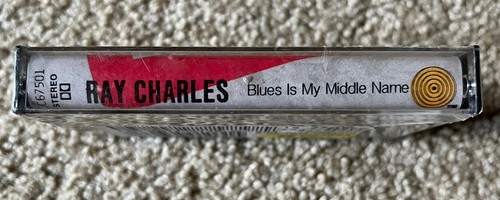 67501
STEREO
RAY CHARLES
Blues Is My Middle Name